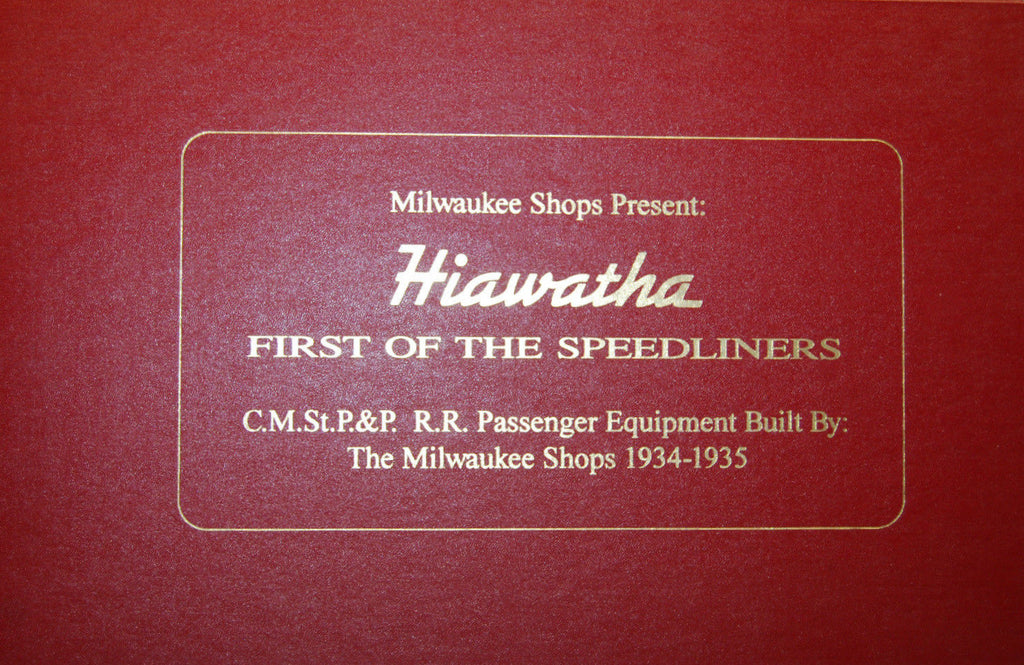 Milwaukee Shops Present:
Hiawatha
FIRST OF THE SPEEDLINERS
C.M.St.P.&P. R.R. Passenger Equipment Built By:
The Milwaukee Shops 1934-1935